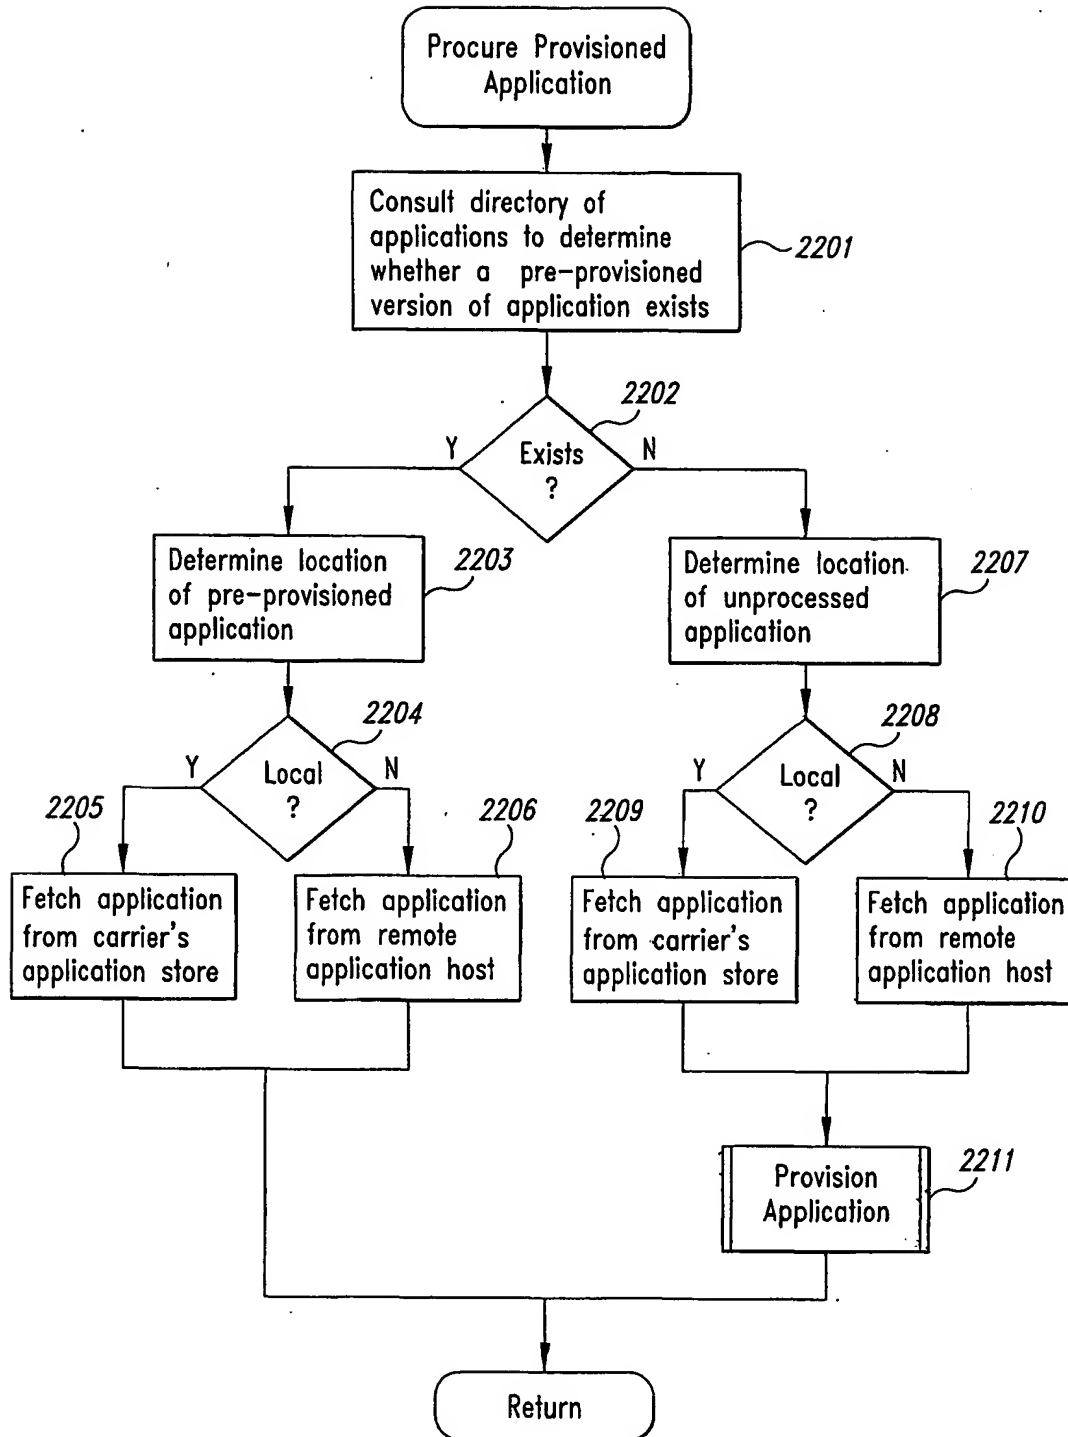 Procure Provisioned
Application
Consult directory of
applications to determine
whether a pre-provisioned
version of application exists
2201
2202
Y
Exists
?
N
Determine location
of pre-provisioned
application
2203
Determine location
of unprocessed
application
2207
2204
Y
Local
?
N
2208
Y
Local
?
N
2205
Fetch application
from carrier's
application store
2206
Fetch application
from remote
application host
2209
Fetch application
from carrier's
application store
2210
Fetch application
from remote
application host
Provision
Application
2211
Return